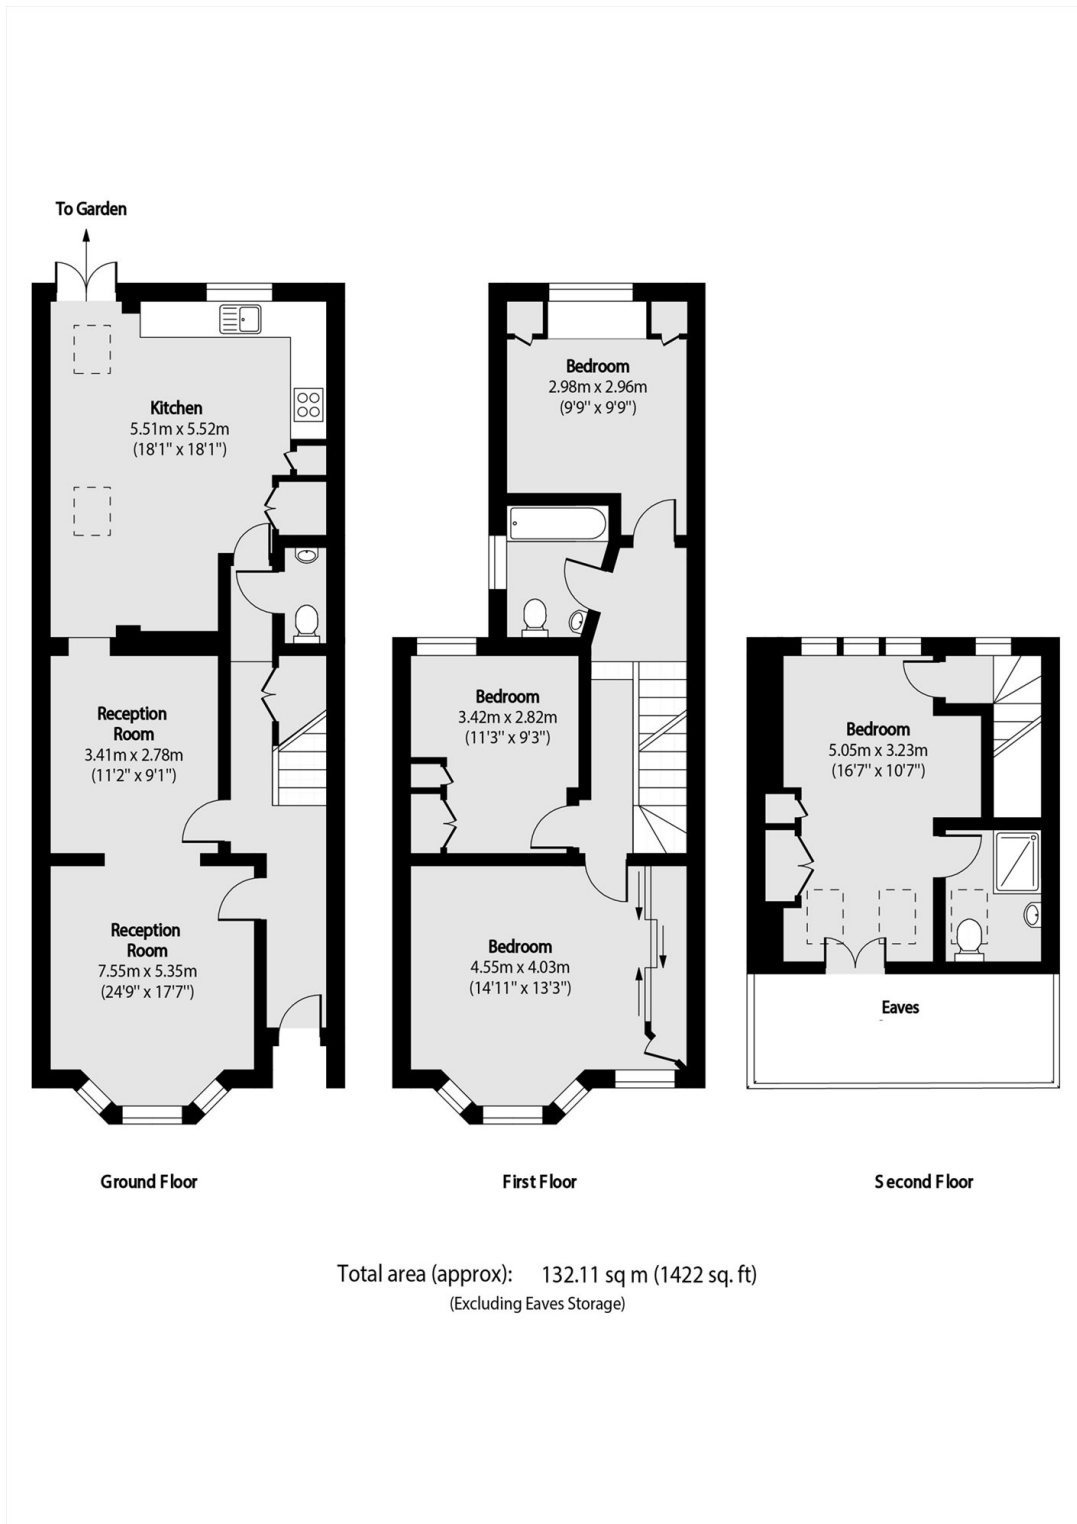 To Garden
Kitchen
5.51m x 5.52m
(18'1" x 18'1")
Reception
Room
3.41m x 2.78m
(11'2" x 9'1")
Reception
Room
7.55m x 5.35m
(24'9" x 17'7")
Ground Floor
Bedroom
2.98m x 2.96m
(9'9" x 9'9")
Bedroom
3.42m x 2.82m
(11'3" x 9'3")
Bedroom
4.55m x 4.03m
(14'11" x 13'3")
First Floor
Bedroom
5.05m x 3.23m
(16'7" x 10'7")
Eaves
Second Floor
Total area (approx): 132.11 sq m (1422 sq. ft)
(Excluding Eaves Storage)